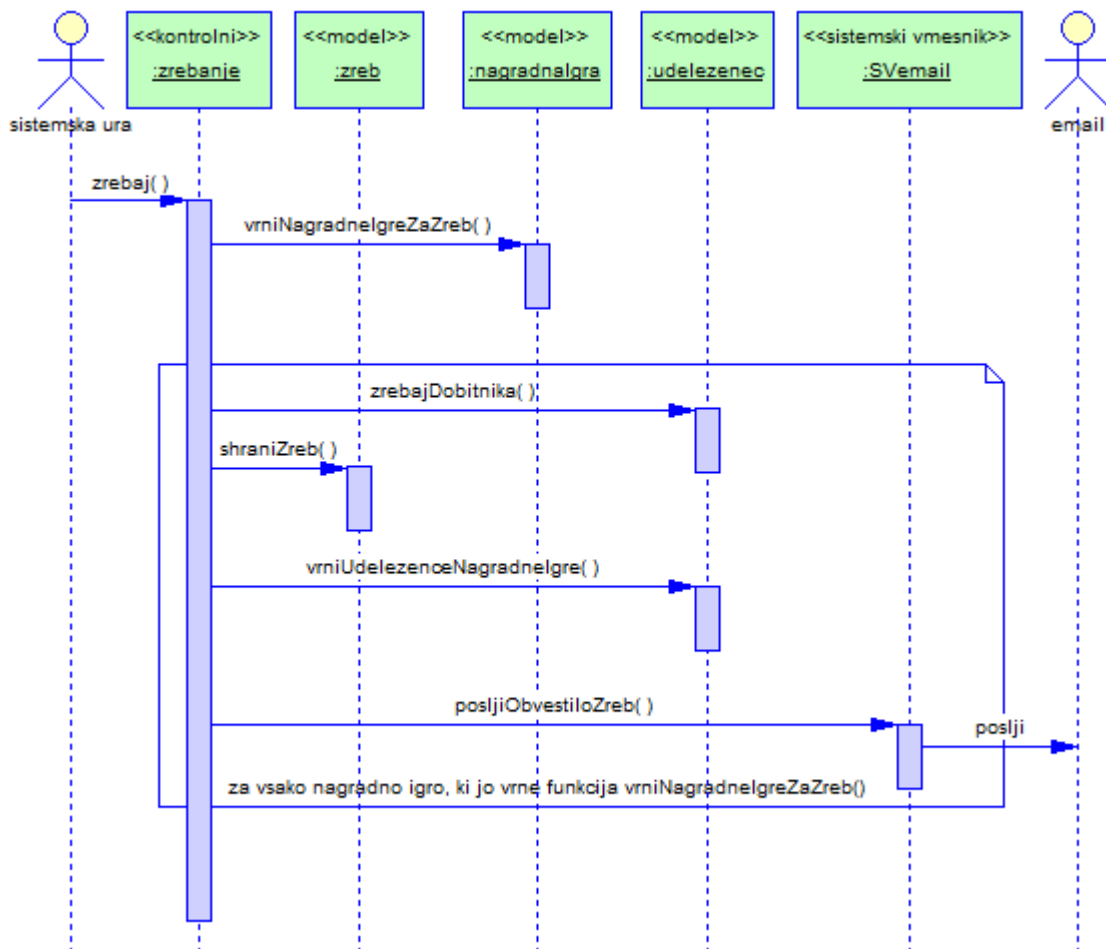 <<kontrolni>>
:zrebanje
<<model>>
:zreb
<<model>>
:nagradnaIgra
<<model>>
:udelezenec
<<sistemski vmesnik>>
:SVemail
sistemska ura
email
zrebaj( )
vrniNagradneIgreZaZreb( )
zrebajDobitnika( )
shraniZreb( )
vrniUdelezenceNagradneIgre( )
posljiObvestiloZreb( )
poslji
za vsako nagradno igro, ki jo vrne funkcija vrniNagradneIgreZaZreb()